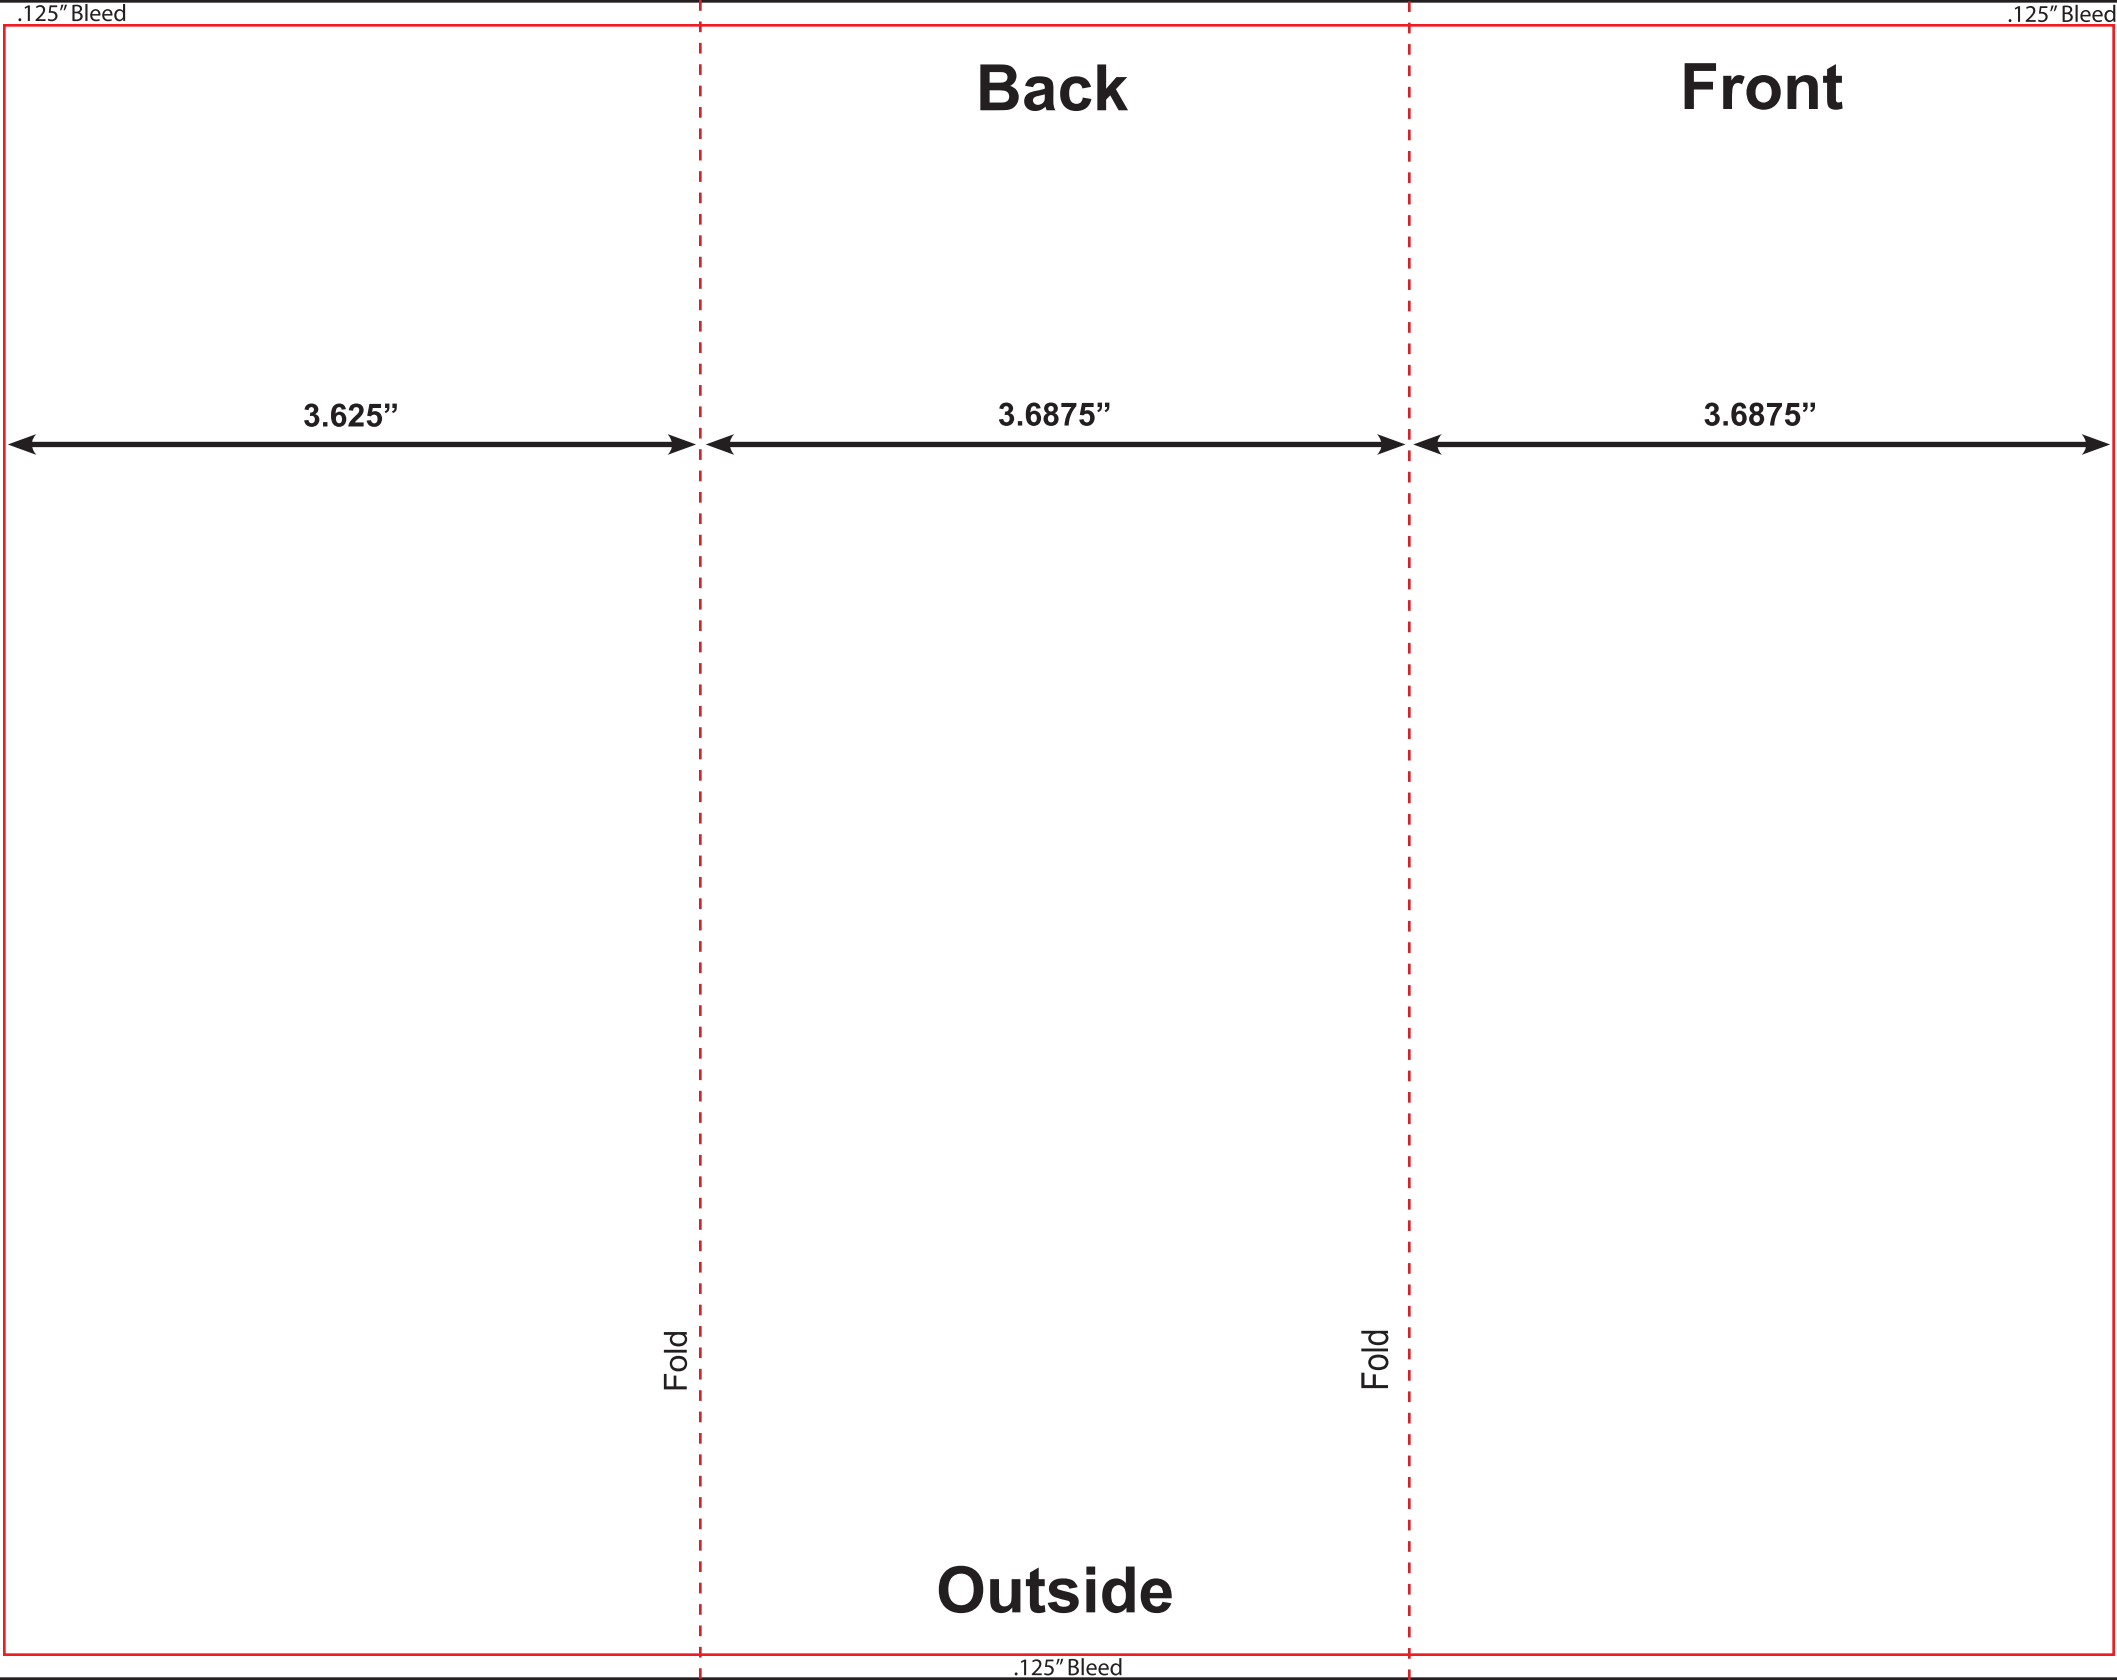 .125” Bleed
.125” Bleed
Back
Front
3.625”
3.6875”
3.6875”
Fold
Fold
Outside
.125” Bleed